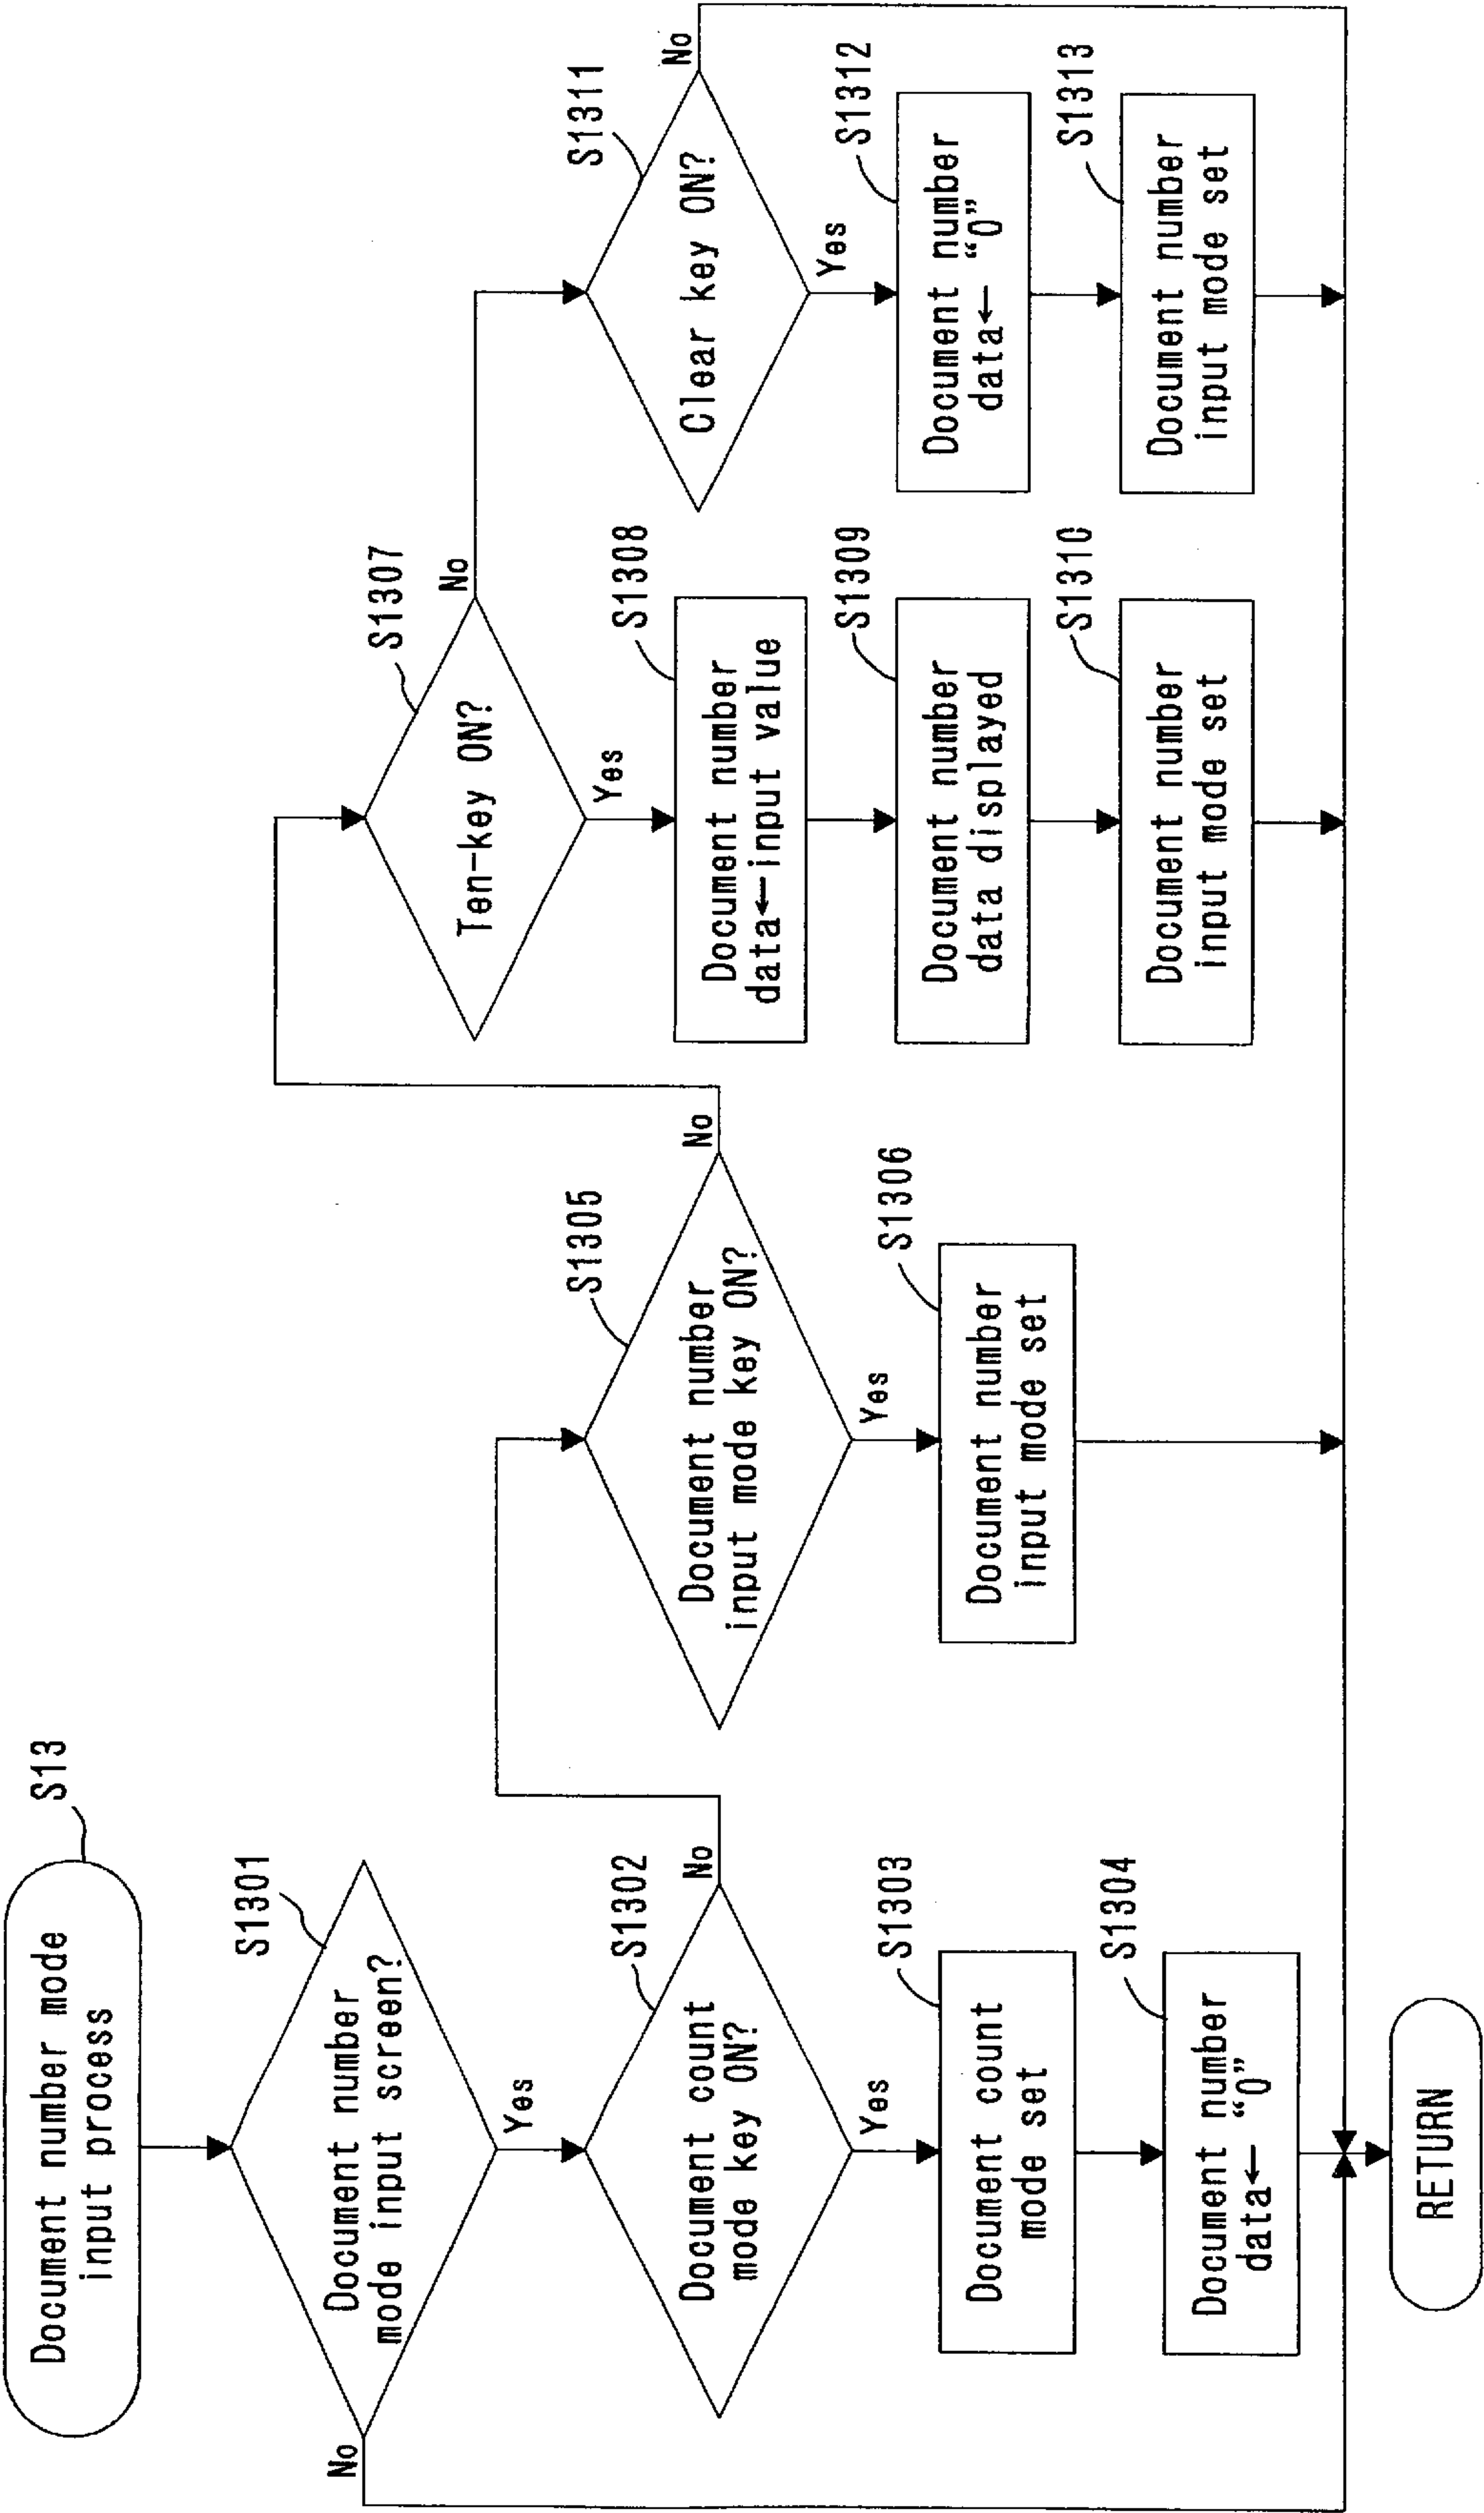 Document number mode
input process
S13
Document number
mode input screen?
S1301
No
Yes
Document count
mode key ON?
S1302
No
Yes
Document count
mode set
S1303
Document number
data← “0”
S1304
RETURN
Document number
input mode key ON?
S1305
No
Yes
Document number
input mode set
S1306
Ten-key ON?
S1307
No
Yes
Document number
data←input value
S1308
Document number
data displayed
S1309
Document number
input mode set
S1310
Clear key ON?
S1311
No
Yes
Document number
data← “0”
S1312
Document number
input mode set
S1313